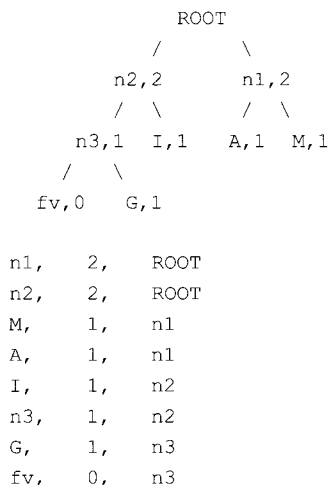 ROOT
/ \
n2,2 n1,2
/ \ / \
n3,1 I,1 A,1 M,1
/ \
fv,0 G,1
n1, 2, ROOT
n2, 2, ROOT
M, 1, n1
A, 1, n1
I, 1, n2
n3, 1, n2
G, 1, n3
fv, 0, n3